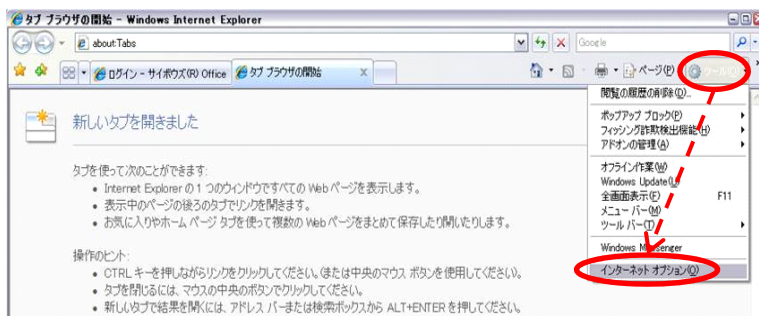 タブ ブラウザの開始 - Windows Internet Explorer
about:Tabs
Google
ログイン - サイボウズ(R) Office
タブ ブラウザの開始
X
ページ(P)
ツール(O)
閲覧の履歴の削除(D)...
新しいタブを開きました
ポップアップ ブロック(P)
フィッシング詐欺検出機能(H)
アドオンの管理(A)
タブを使って次のことができます:
オフライン作業(W)
Internet Explorer の 1 つのウィンドウですべての Web ページを表示します。
Windows Update(U)
表示中のページの後ろのタブでリンクを開きます。
全画面表示(F) F11
お気に入りやホーム ページ タブを使って複数の Web ページをまとめて保存したり開いたりします。
メニュー バー(M)
ツール バー(T)
操作のヒント:
Windows Messenger
CTRL キーを押しながらリンクをクリックしてください。(または中央のマウス ボタンを使用してください)。
インターネット オプション(O)
タブを閉じるには、マウスの中央のボタンでクリックしてください。
新しいタブで結果を開くには、アドレス バーまたは検索ボックスから ALT+ENTER を押してください。